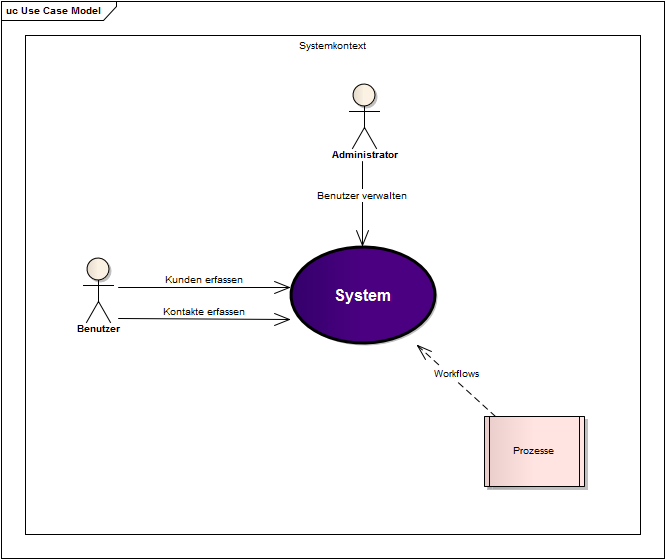 uc Use Case Model
Systemkontext
Administrator
Benutzer verwalten
Kunden erfassen
System
Kontakte erfassen
Benutzer
Workflows
Prozesse